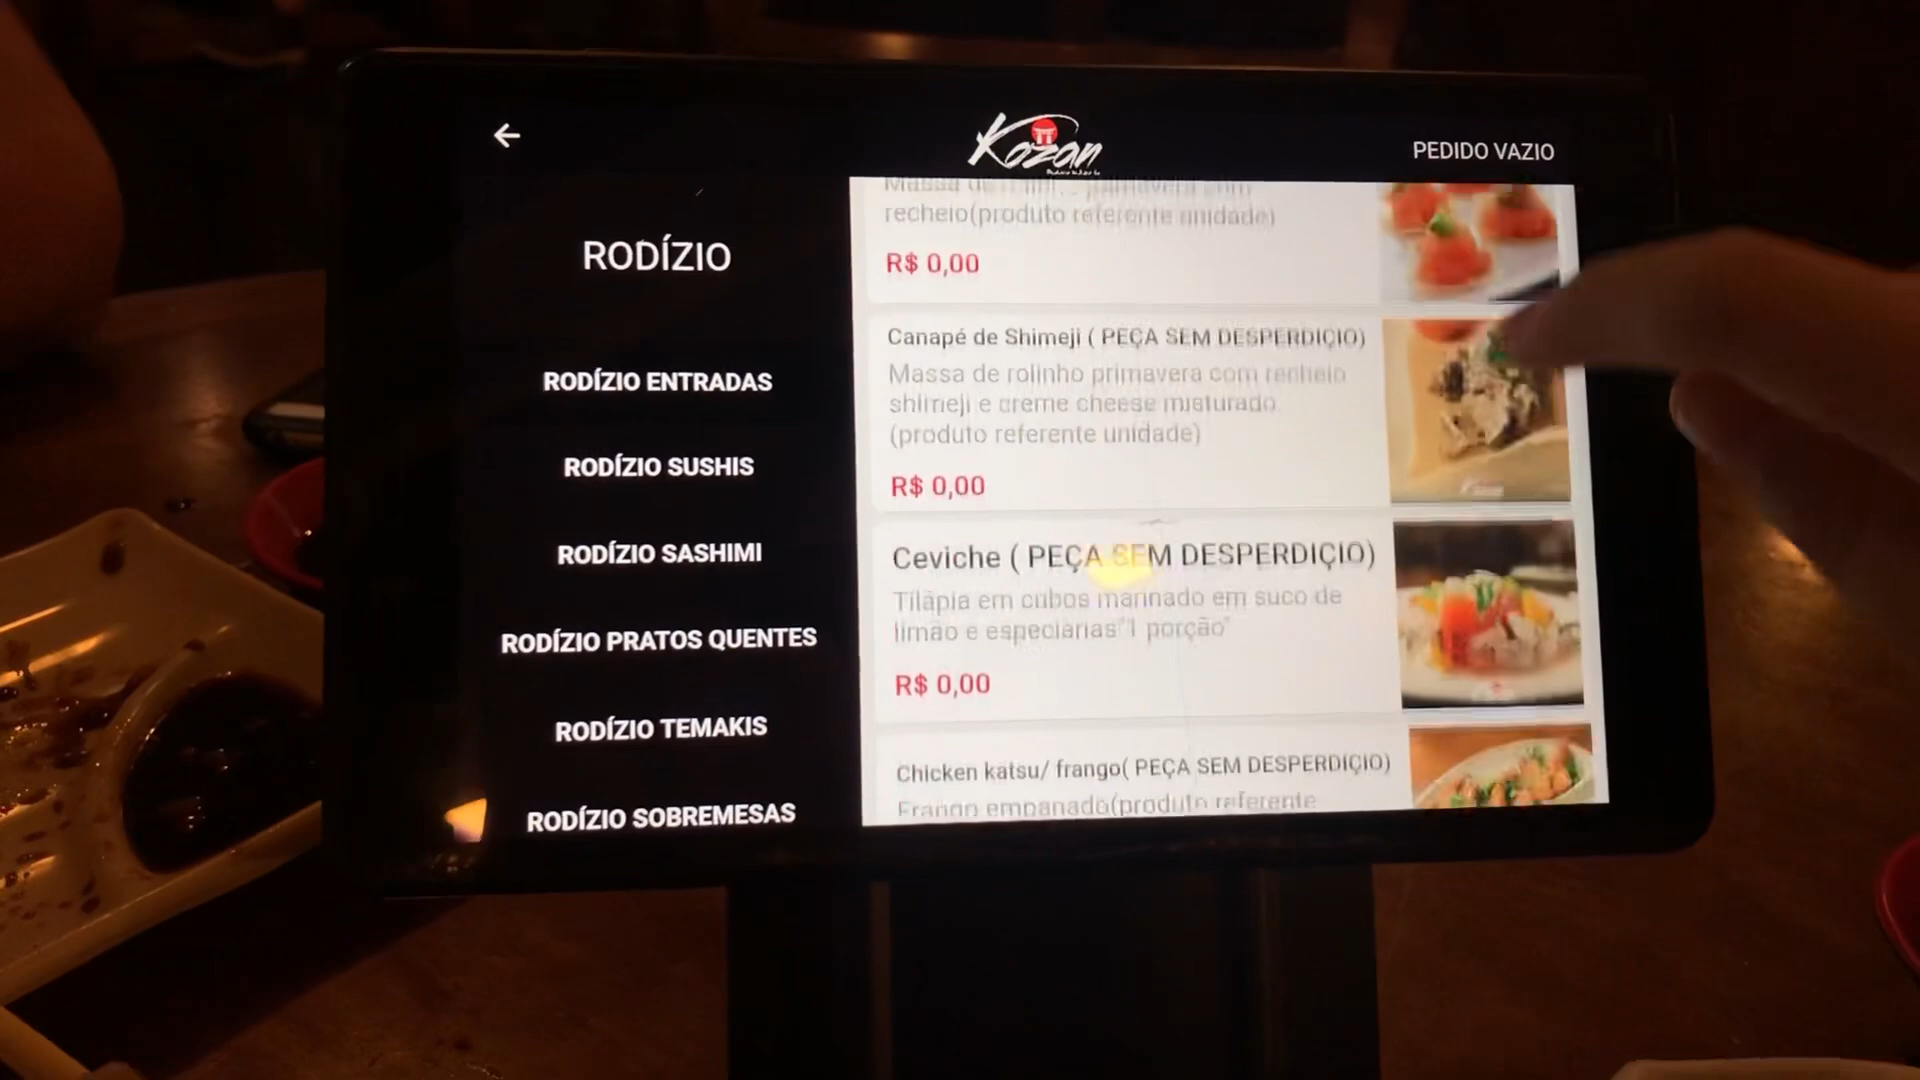 Kozan
PEDIDO VAZIO
RODÍZIO
RODÍZIO ENTRADAS
RODÍZIO SUSHIS
RODÍZIO SASHIMI
RODÍZIO PRATOS QUENTES
RODÍZIO TEMAKIS
RODÍZIO SOBREMESAS
recheio(produto referente unidade)
R$ 0,00
Canapé de Shimeji ( PEÇA SEM DESPERDIÇIO)
Massa de rolinho primavera com recheio
shimeji e creme cheese misturado.
(produto referente unidade)
R$ 0,00
Ceviche ( PEÇA SEM DESPERDIÇIO)
Tilápia em cubos marinado em suco de
limão e especiarias"1 porção"
R$ 0,00
Chicken katsu/ frango( PEÇA SEM DESPERDIÇIO)
Frango empanado(produto referente